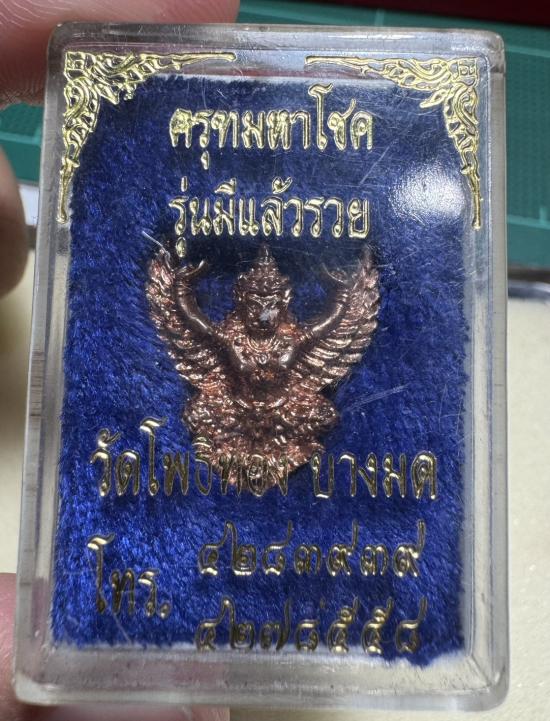 ครุฑมหาโชค
รุ่นมีแล้วรวย
วัดโพธิทอง บางมด
โทร. ๔๒๘๓๙๓๙
๔๒๗๘๕๕๘